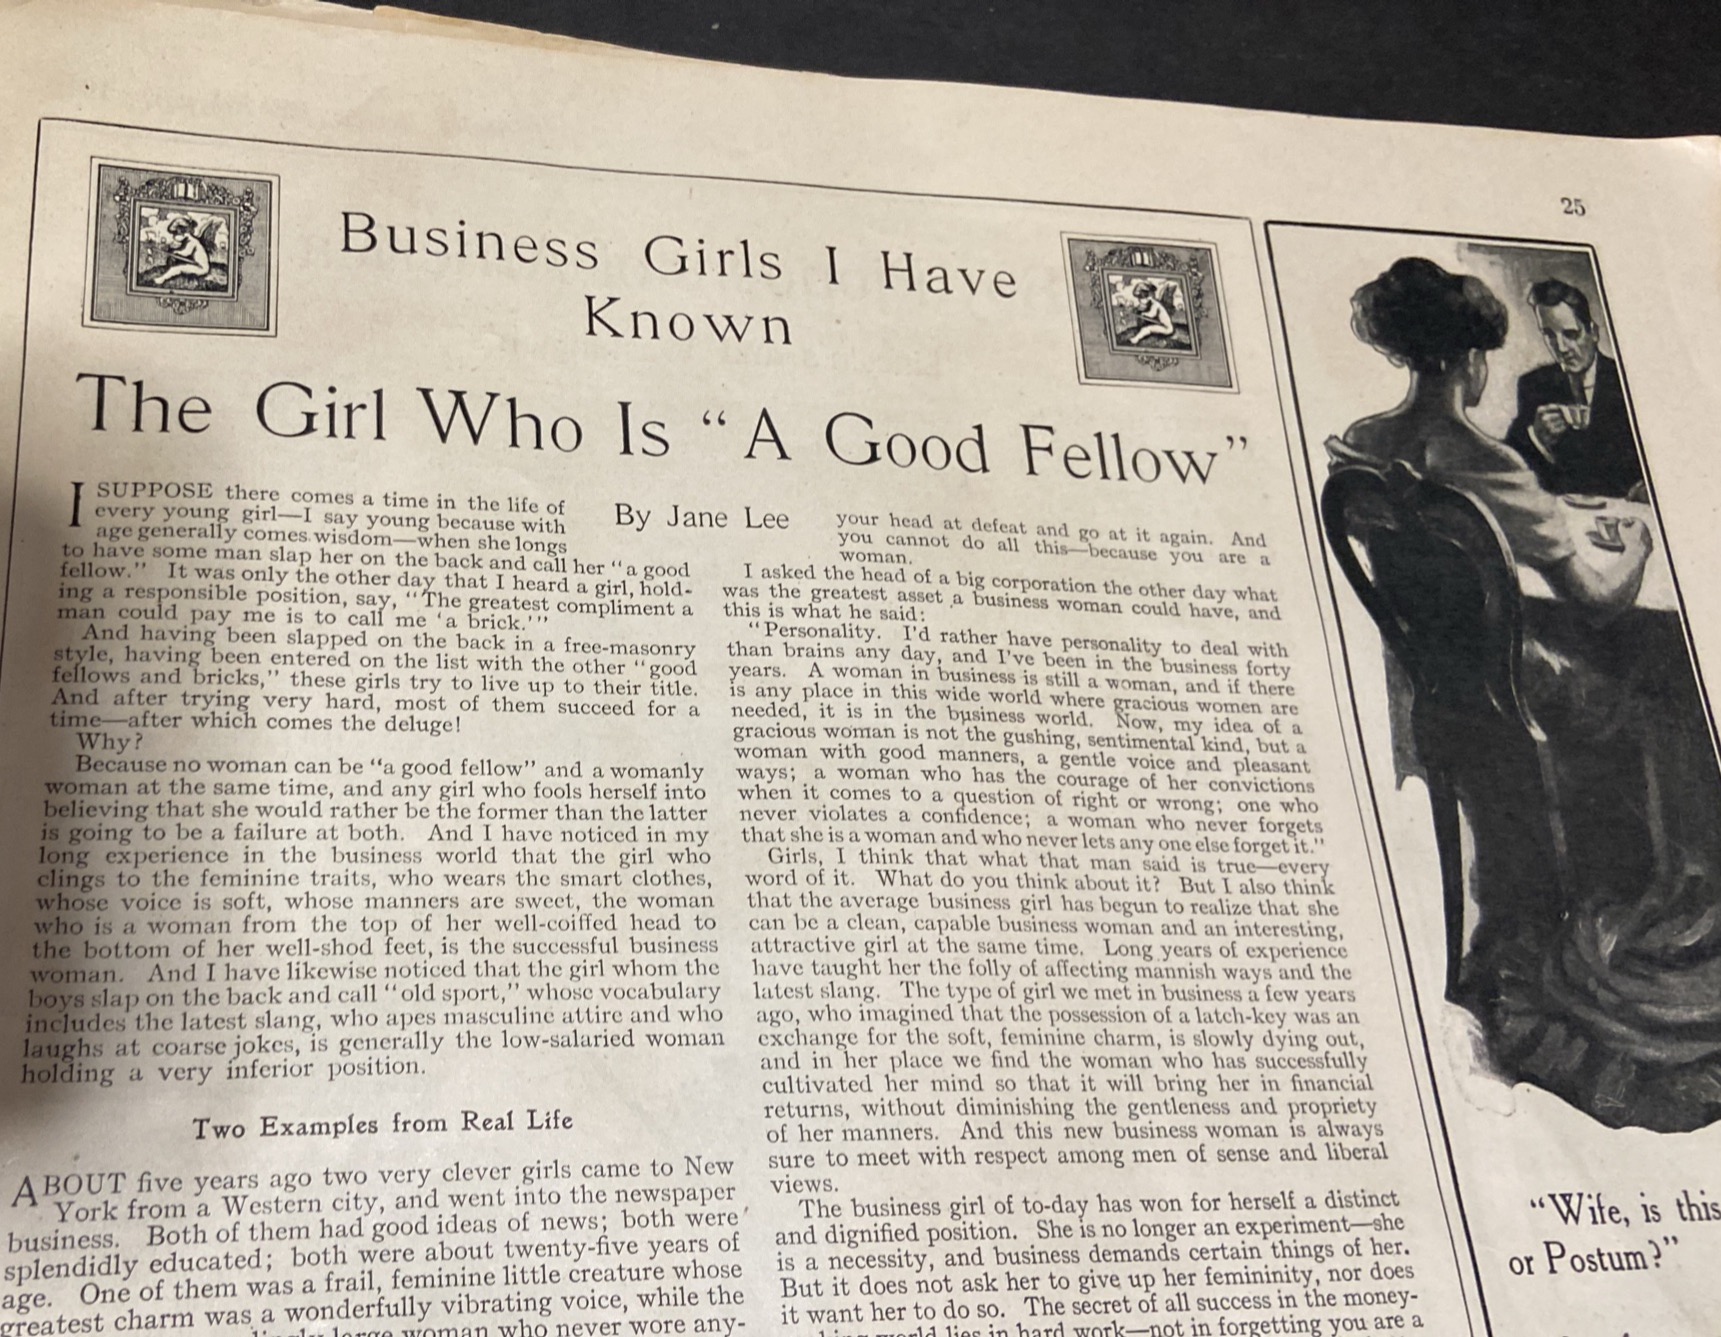 25
Business Girls I Have
Known
The Girl Who Is "A Good Fellow"
By Jane Lee
I SUPPOSE there comes a time in the life of
every young girl—I say young because with
age generally comes wisdom—when she longs
to have some man slap her on the back and call her "a good
fellow." It was only the other day that I heard a girl, hold-
ing a responsible position, say, "The greatest compliment a
man could pay me is to call me 'a brick.'"
And having been slapped on the back in a free-masonry
style, having been entered on the list with the other "good
fellows and bricks," these girls try to live up to their title.
And after trying very hard, most of them succeed for a
time—after which comes the deluge!
Why?
Because no woman can be "a good fellow" and a womanly
woman at the same time, and any girl who fools herself into
believing that she would rather be the former than the latter
is going to be a failure at both. And I have noticed in my
long experience in the business world that the girl who
clings to the feminine traits, who wears the smart clothes,
whose voice is soft, whose manners are sweet, the woman
who is a woman from the top of her well-coiffed head to
the bottom of her well-shod feet, is the successful business
woman. And I have likewise noticed that the girl whom the
boys slap on the back and call "old sport," whose vocabulary
includes the latest slang, who apes masculine attire and who
laughs at coarse jokes, is generally the low-salaried woman
holding a very inferior position.
Two Examples from Real Life
ABOUT five years ago two very clever girls came to New
York from a Western city, and went into the newspaper
business. Both of them had good ideas of news; both were
splendidly educated; both were about twenty-five years of
age. One of them was a frail, feminine little creature whose
greatest charm was a wonderfully vibrating voice, while the
large woman who never wore any-
your head at defeat and go at it again. And
you cannot do all this—because you are a
woman.
I asked the head of a big corporation the other day what
was the greatest asset a business woman could have, and
this is what he said:
"Personality. I'd rather have personality to deal with
than brains any day, and I've been in the business forty
years. A woman in business is still a woman, and if there
is any place in this wide world where gracious women are
needed, it is in the business world. Now, my idea of a
gracious woman is not the gushing, sentimental kind, but a
woman with good manners, a gentle voice and pleasant
ways; a woman who has the courage of her convictions
when it comes to a question of right or wrong; one who
never violates a confidence; a woman who never forgets
that she is a woman and who never lets any one else forget it."
Girls, I think that what that man said is true—every
word of it. What do you think about it? But I also think
that the average business girl has begun to realize that she
can be a clean, capable business woman and an interesting,
attractive girl at the same time. Long years of experience
have taught her the folly of affecting mannish ways and the
latest slang. The type of girl we met in business a few years
ago, who imagined that the possession of a latch-key was an
exchange for the soft, feminine charm, is slowly dying out,
and in her place we find the woman who has successfully
cultivated her mind so that it will bring her in financial
returns, without diminishing the gentleness and propriety
of her manners. And this new business woman is always
sure to meet with respect among men of sense and liberal
views.
The business girl of to-day has won for herself a distinct
and dignified position. She is no longer an experiment—she
is a necessity, and business demands certain things of her.
But it does not ask her to give up her femininity, nor does
it want her to do so. The secret of all success in the money-
world lies in hard work—not in forgetting you are a
"Wife, is this
or Postum?"